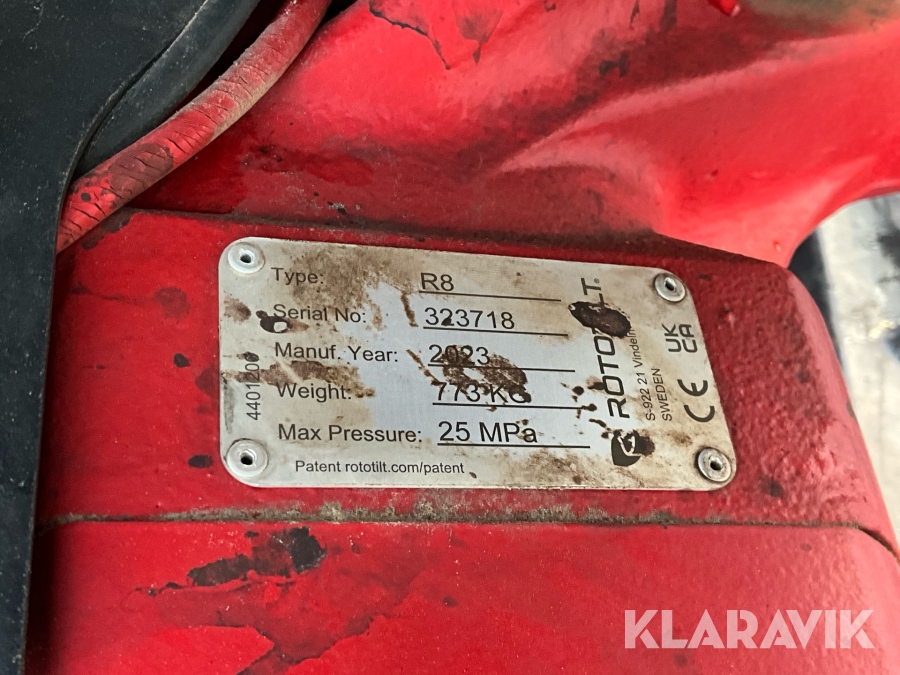 Type: R8
Serial No: 323718
Manuf. Year: 2023
Weight: 773 KG
Max Pressure: 25 MPa
Patent rototilt.com/patent
4401200
ROTOTILT®
S-922 21 Vindeln
SWEDEN
CE
UK
CA
KLARAVIK